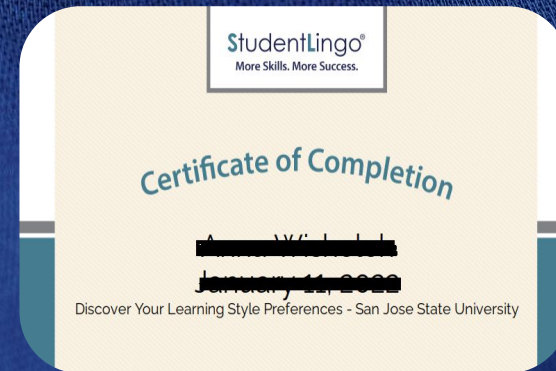 StudentLingo®
More Skills. More Success.
Certificate of Completion
Discover Your Learning Style Preferences - San Jose State University